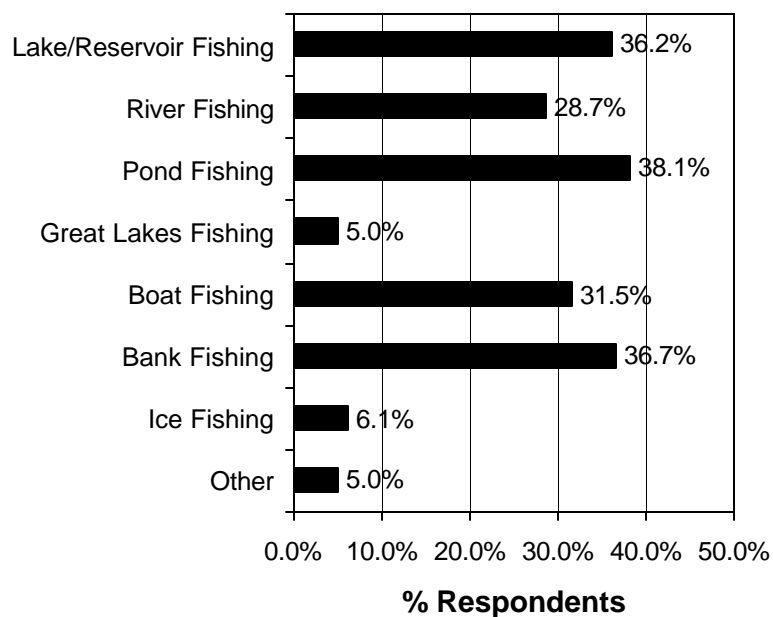 Lake/Reservoir Fishing 36.2%
River Fishing 28.7%
Pond Fishing 38.1%
Great Lakes Fishing 5.0%
Boat Fishing 31.5%
Bank Fishing 36.7%
Ice Fishing 6.1%
Other 5.0%
0.0% 10.0% 20.0% 30.0% 40.0% 50.0%
% Respondents